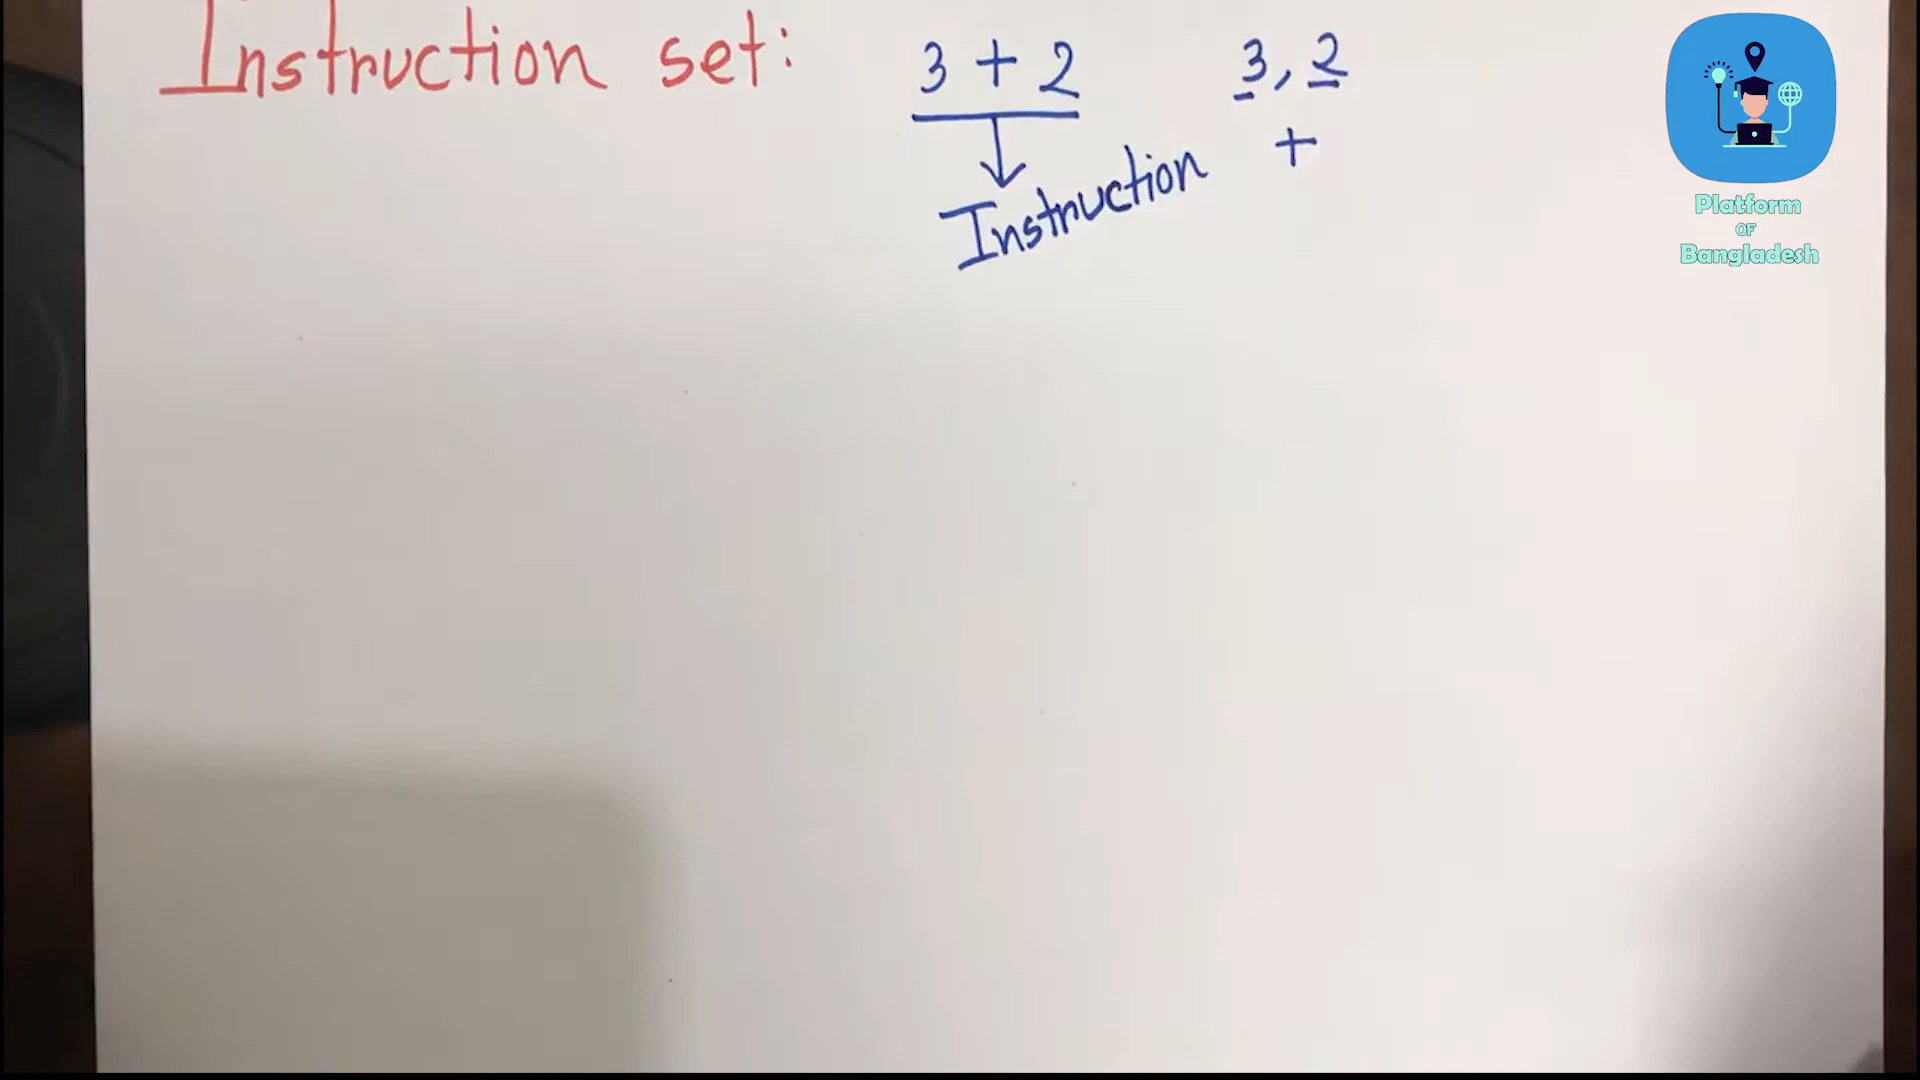 Instruction set: 3 + 2 3, 2
+
Instruction
Platform
OF
Bangladesh